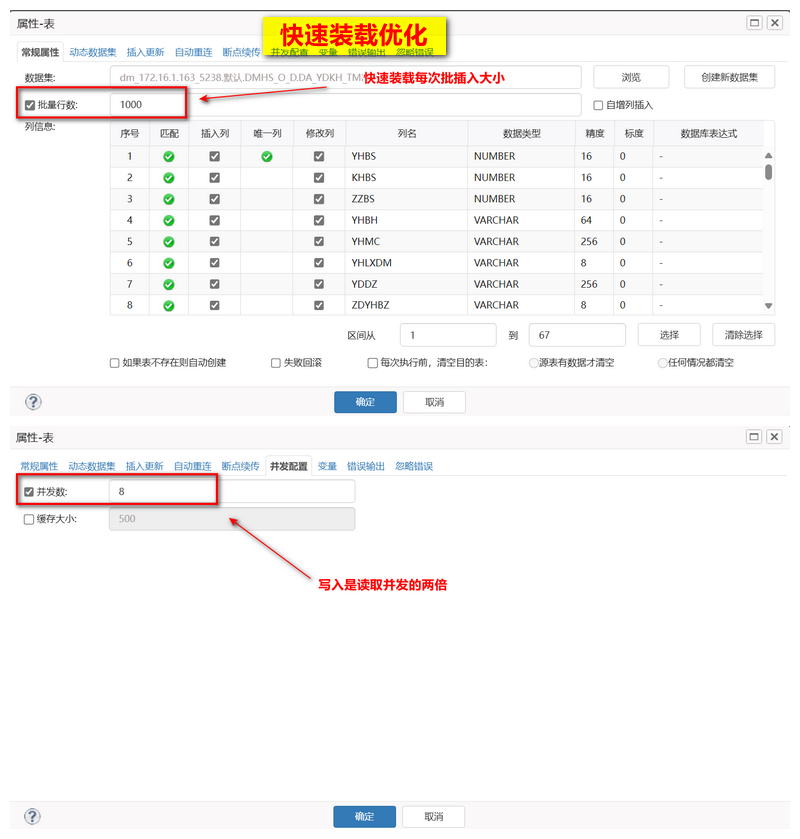 属性-表
快速装载优化
常规属性 动态数据集 插入更新 自动重连 断点续传 并发配置 变量 错误输出 忽略错误
数据集: dm_172.16.1.163_5238.默认.DMHS_O_D.DA_YDKH_TM 快速装载每次批插入大小 浏览 创建新数据集
批量行数: 1000 自增列插入
列信息:
序号 匹配 插入列 唯一列 修改列 列名 数据类型 精度 标度 数据库表达式
1 YHBS NUMBER 16 0 -
2 KHBS NUMBER 16 0 -
3 ZZBS NUMBER 16 0 -
4 YHBH VARCHAR 64 0 -
5 YHMC VARCHAR 256 0 -
6 YHLXDM VARCHAR 8 0 -
7 YDDZ VARCHAR 256 0 -
8 ZDYHBZ VARCHAR 8 0 -
区间从 1 到 67 选择 清除选择
如果表不存在则自动创建 失败回滚 每次执行前，清空目的表: 源表有数据才清空 任何情况都清空
? 确定 取消
属性-表
常规属性 动态数据集 插入更新 自动重连 断点续传 并发配置 变量 错误输出 忽略错误
并发数: 8
缓存大小: 500
写入是读取并发的两倍
? 确定 取消